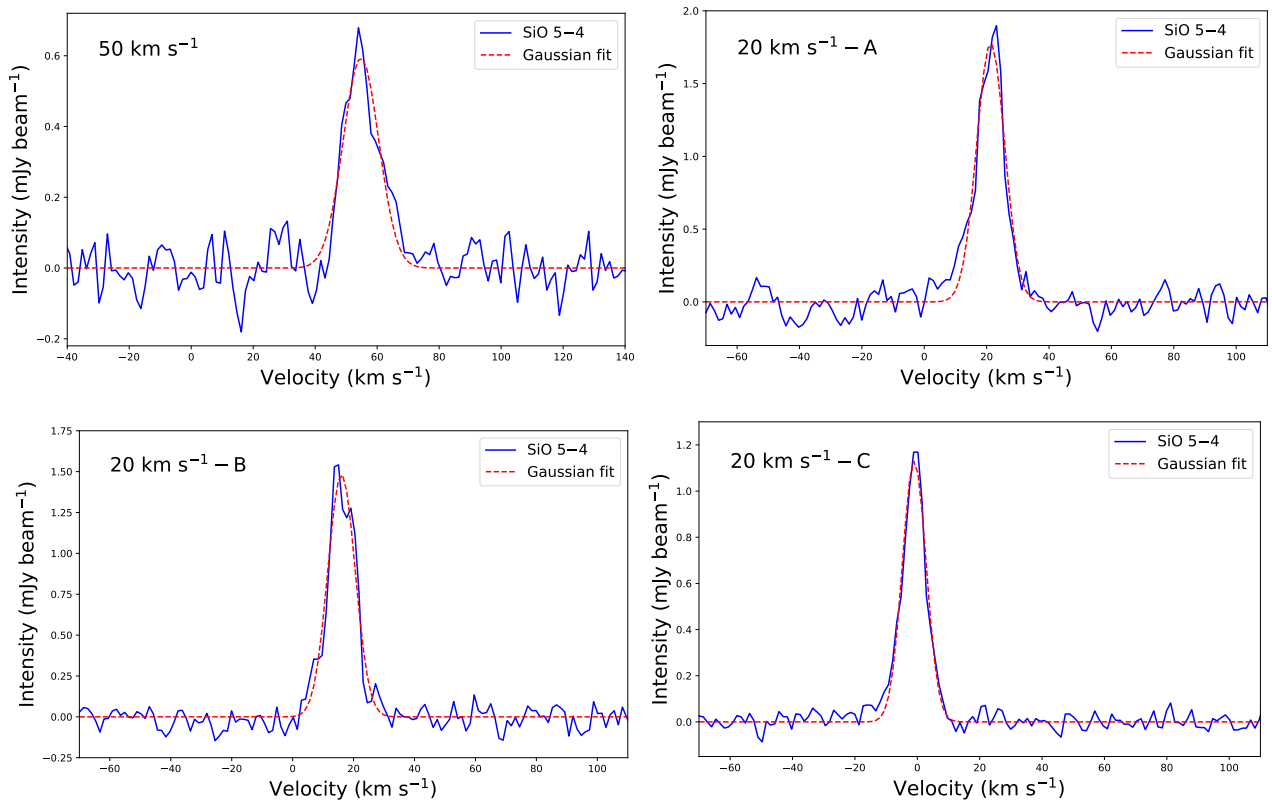 50 km s⁻¹
SiO 5−4
Gaussian fit
Intensity (mJy beam⁻¹)
0.6
0.4
0.2
0.0
−0.2
−40 −20 0 20 40 60 80 100 120 140
Velocity (km s⁻¹)
20 km s⁻¹ − A
SiO 5−4
Gaussian fit
Intensity (mJy beam⁻¹)
2.0
1.5
1.0
0.5
0.0
−60 −40 −20 0 20 40 60 80 100
Velocity (km s⁻¹)
20 km s⁻¹ − B
SiO 5−4
Gaussian fit
Intensity (mJy beam⁻¹)
1.75
1.50
1.25
1.00
0.75
0.50
0.25
0.00
−0.25
−60 −40 −20 0 20 40 60 80 100
Velocity (km s⁻¹)
20 km s⁻¹ − C
SiO 5−4
Gaussian fit
Intensity (mJy beam⁻¹)
1.2
1.0
0.8
0.6
0.4
0.2
0.0
−60 −40 −20 0 20 40 60 80 100
Velocity (km s⁻¹)